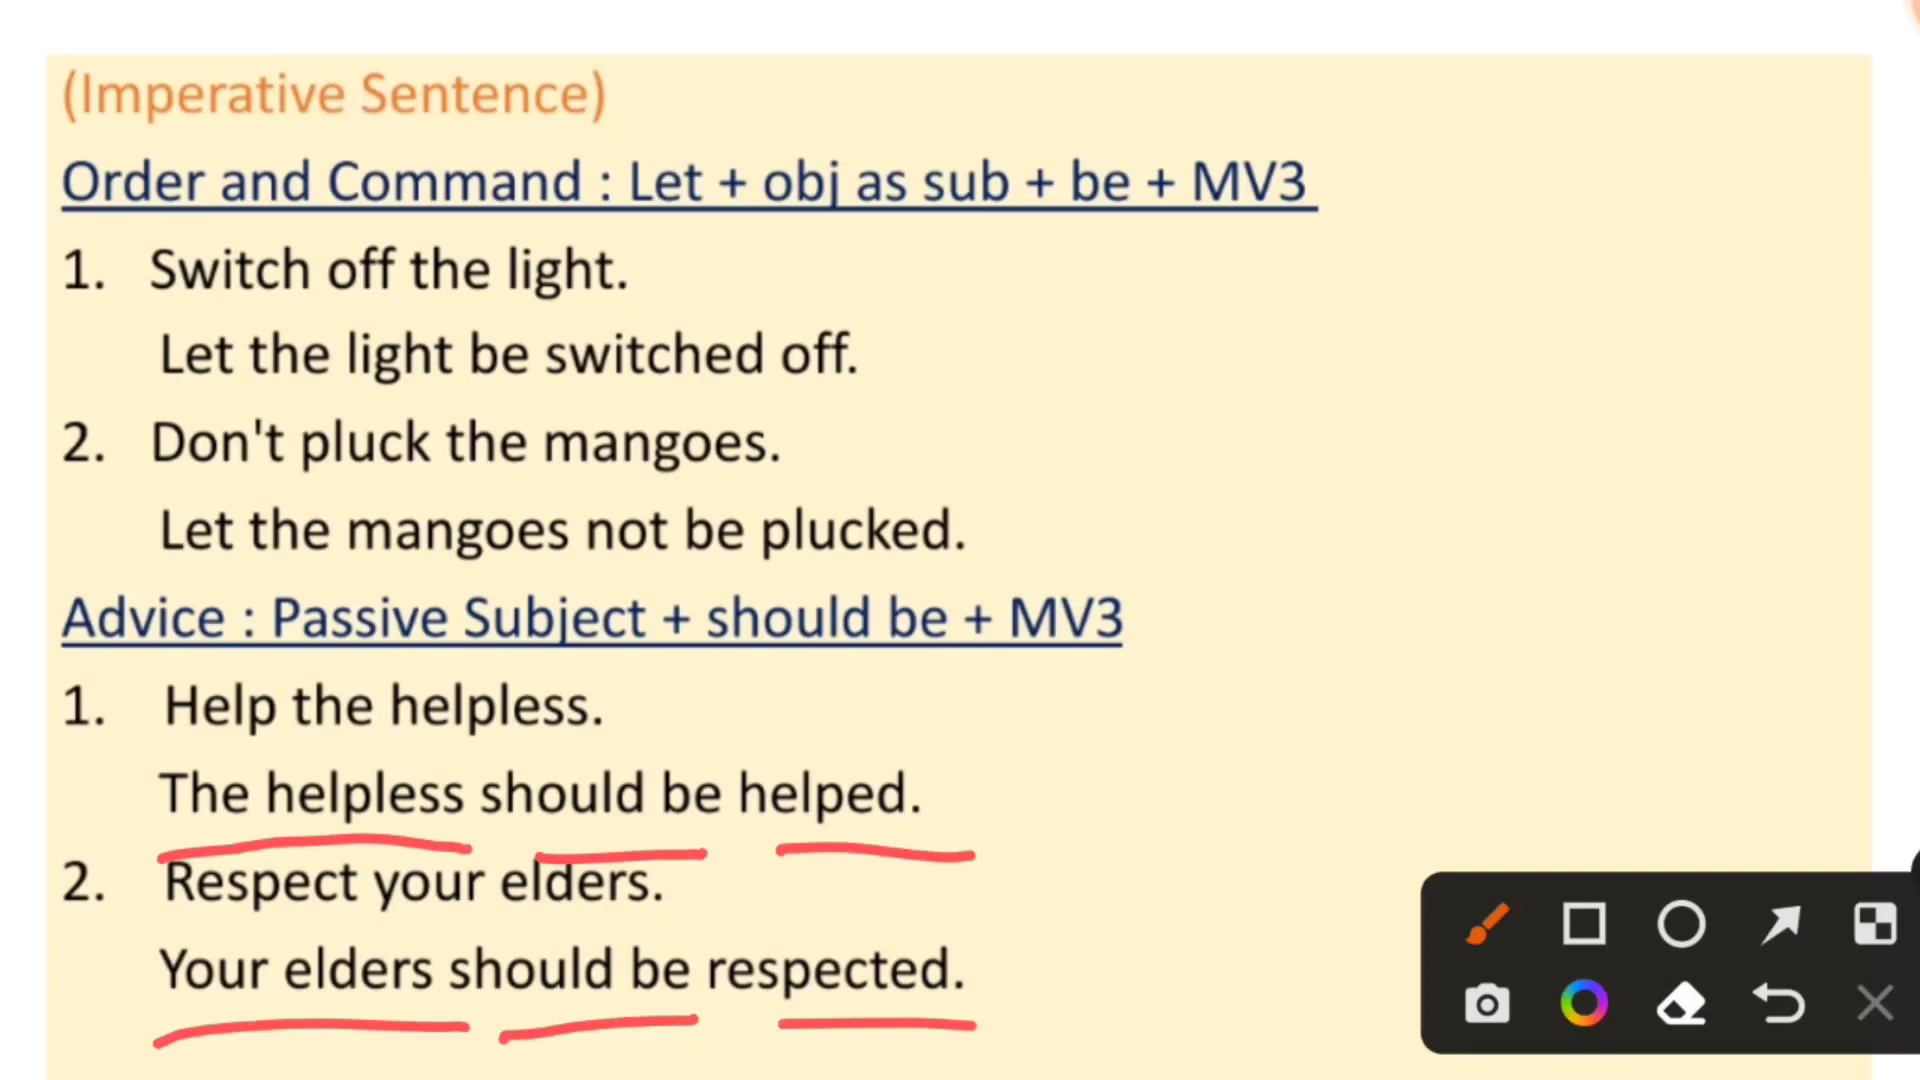 (Imperative Sentence)
Order and Command : Let + obj as sub + be + MV3
1. Switch off the light.
Let the light be switched off.
2. Don't pluck the mangoes.
Let the mangoes not be plucked.
Advice : Passive Subject + should be + MV3
1. Help the helpless.
The helpless should be helped.
2. Respect your elders.
Your elders should be respected.